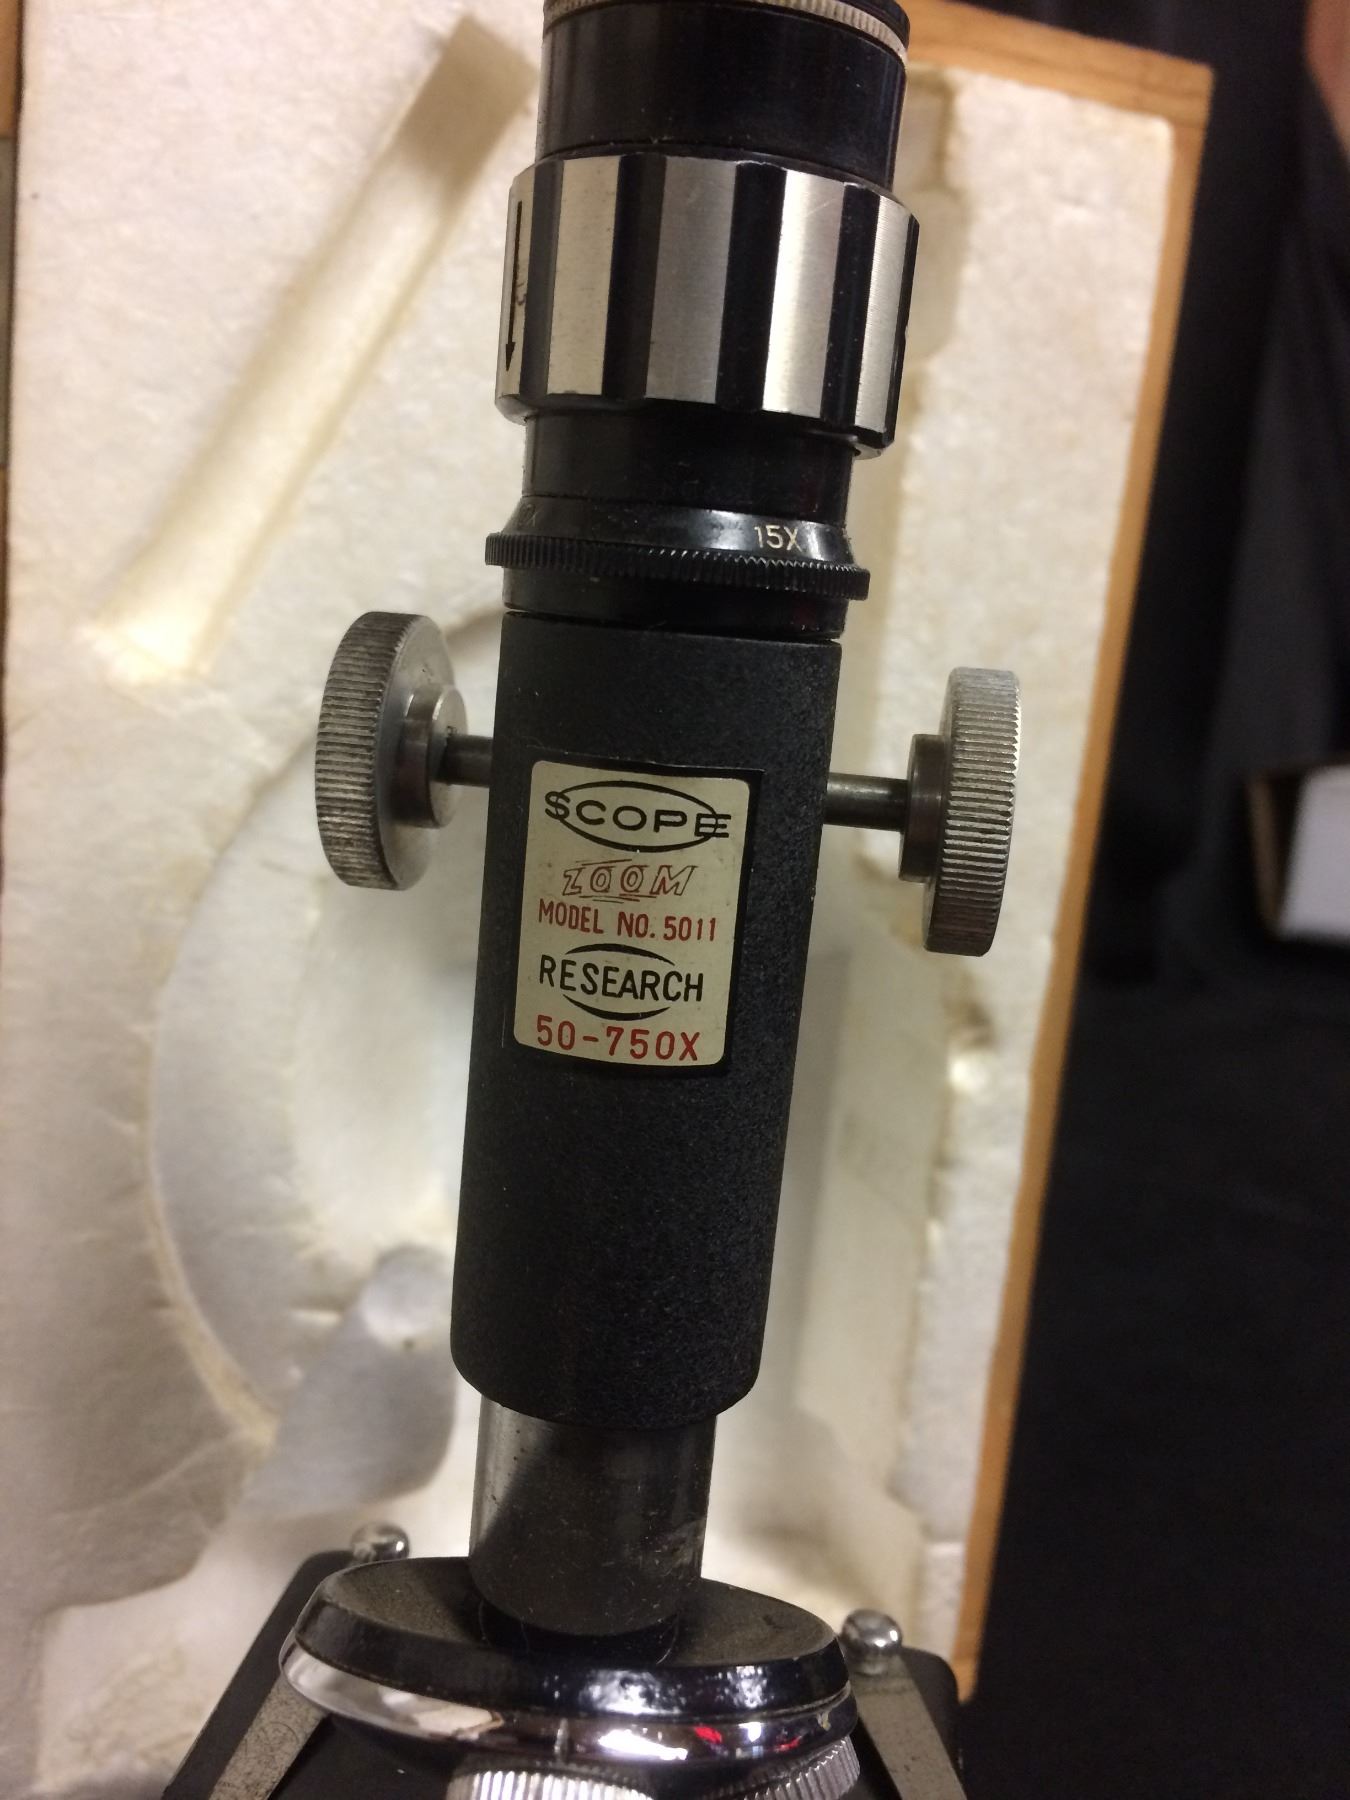 15X
SCOPE
ZOOM
MODEL NO. 5011
RESEARCH
50-750X